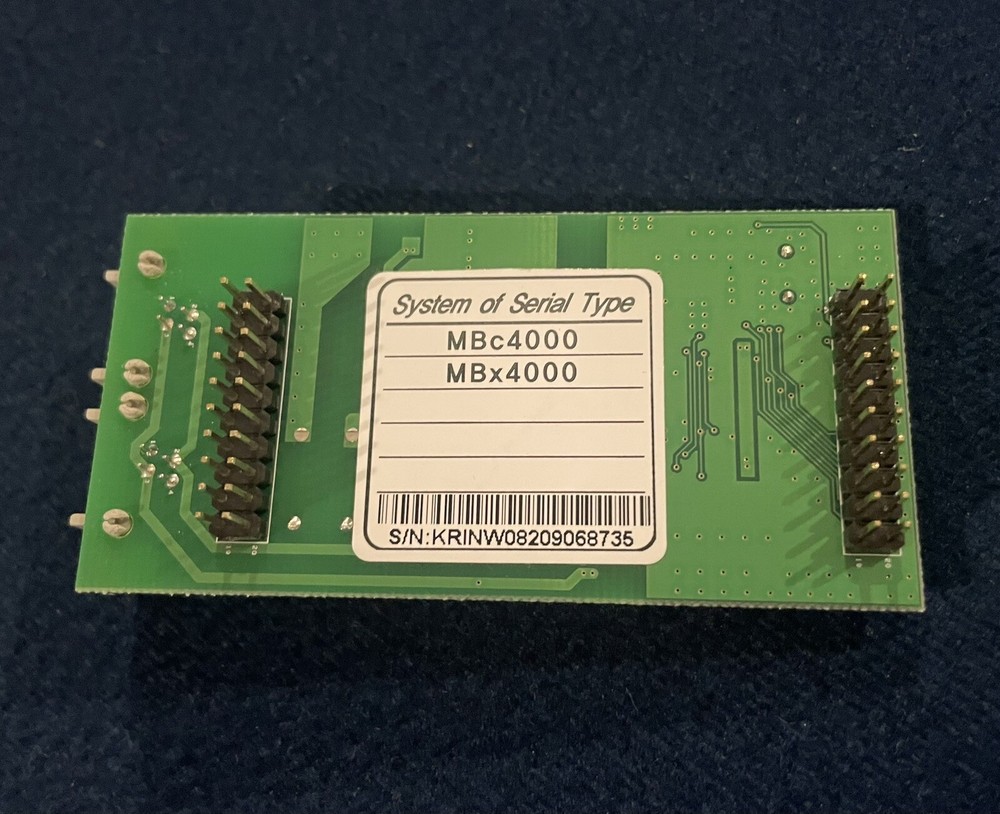 System of Serial Type
MBc4000
MBx4000
S/N:KRINW08209068735